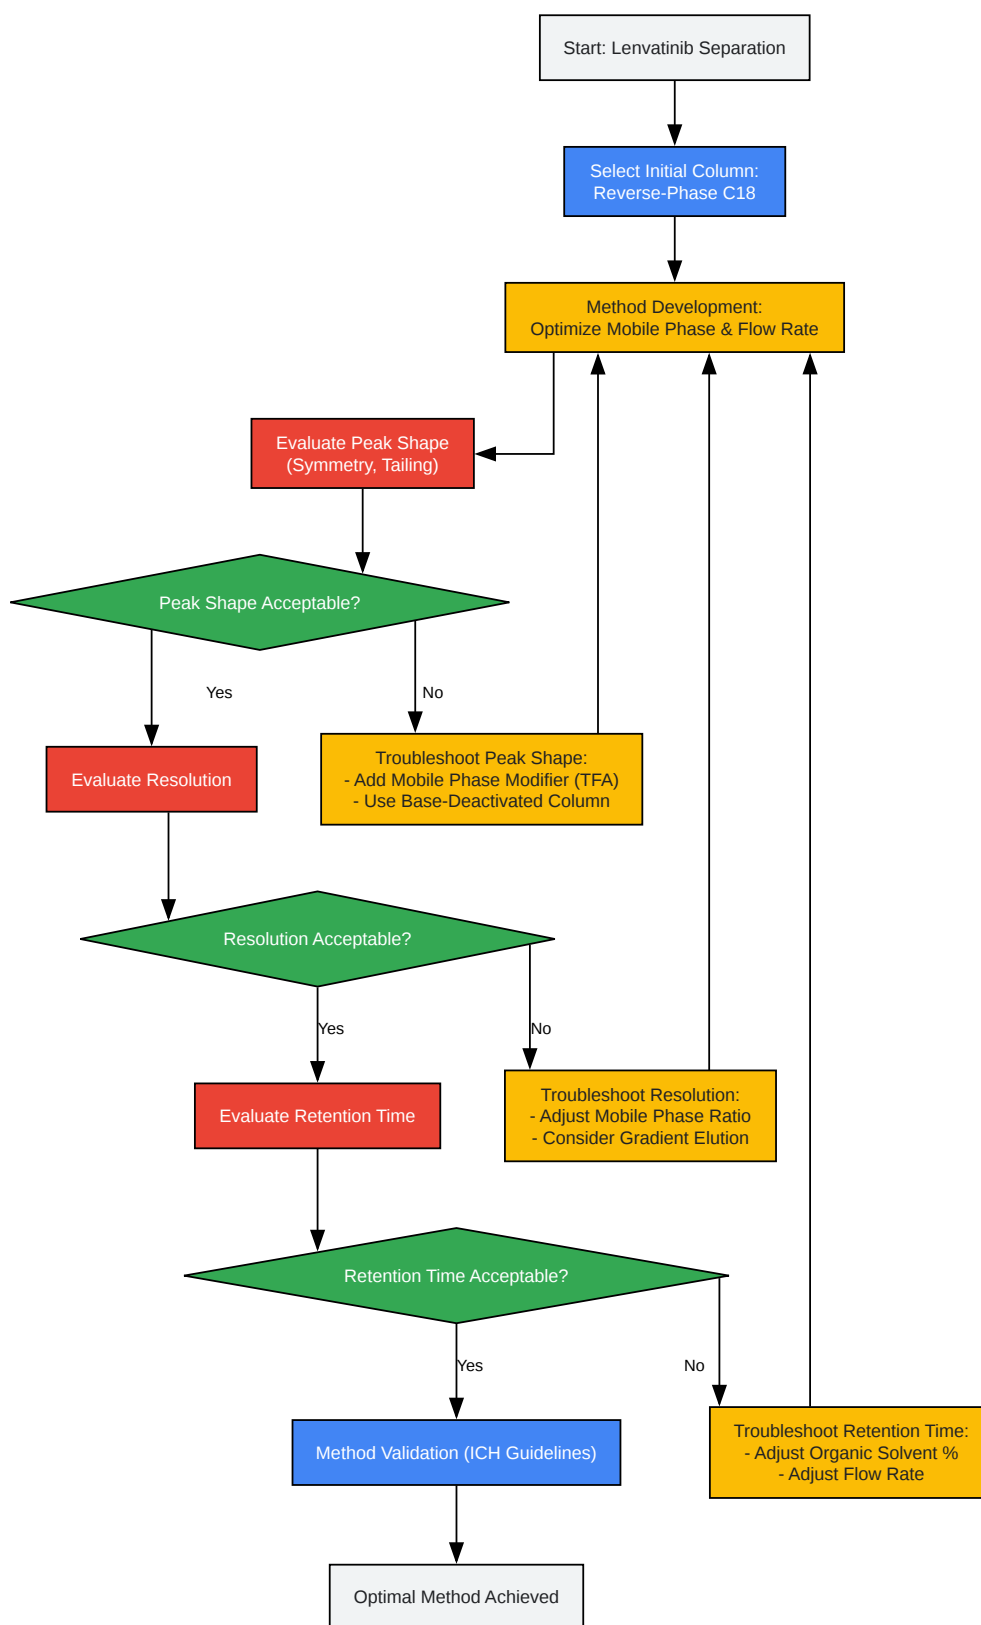 Start: Lenvatinib Separation
Select Initial Column:
Reverse-Phase C18
Method Development:
Optimize Mobile Phase & Flow Rate
Evaluate Peak Shape
(Symmetry, Tailing)
Peak Shape Acceptable?
Yes
No
Evaluate Resolution
Troubleshoot Peak Shape:
- Add Mobile Phase Modifier (TFA)
- Use Base-Deactivated Column
Resolution Acceptable?
Yes
No
Evaluate Retention Time
Troubleshoot Resolution:
- Adjust Mobile Phase Ratio
- Consider Gradient Elution
Retention Time Acceptable?
Yes
No
Method Validation (ICH Guidelines)
Troubleshoot Retention Time:
- Adjust Organic Solvent %
- Adjust Flow Rate
Optimal Method Achieved